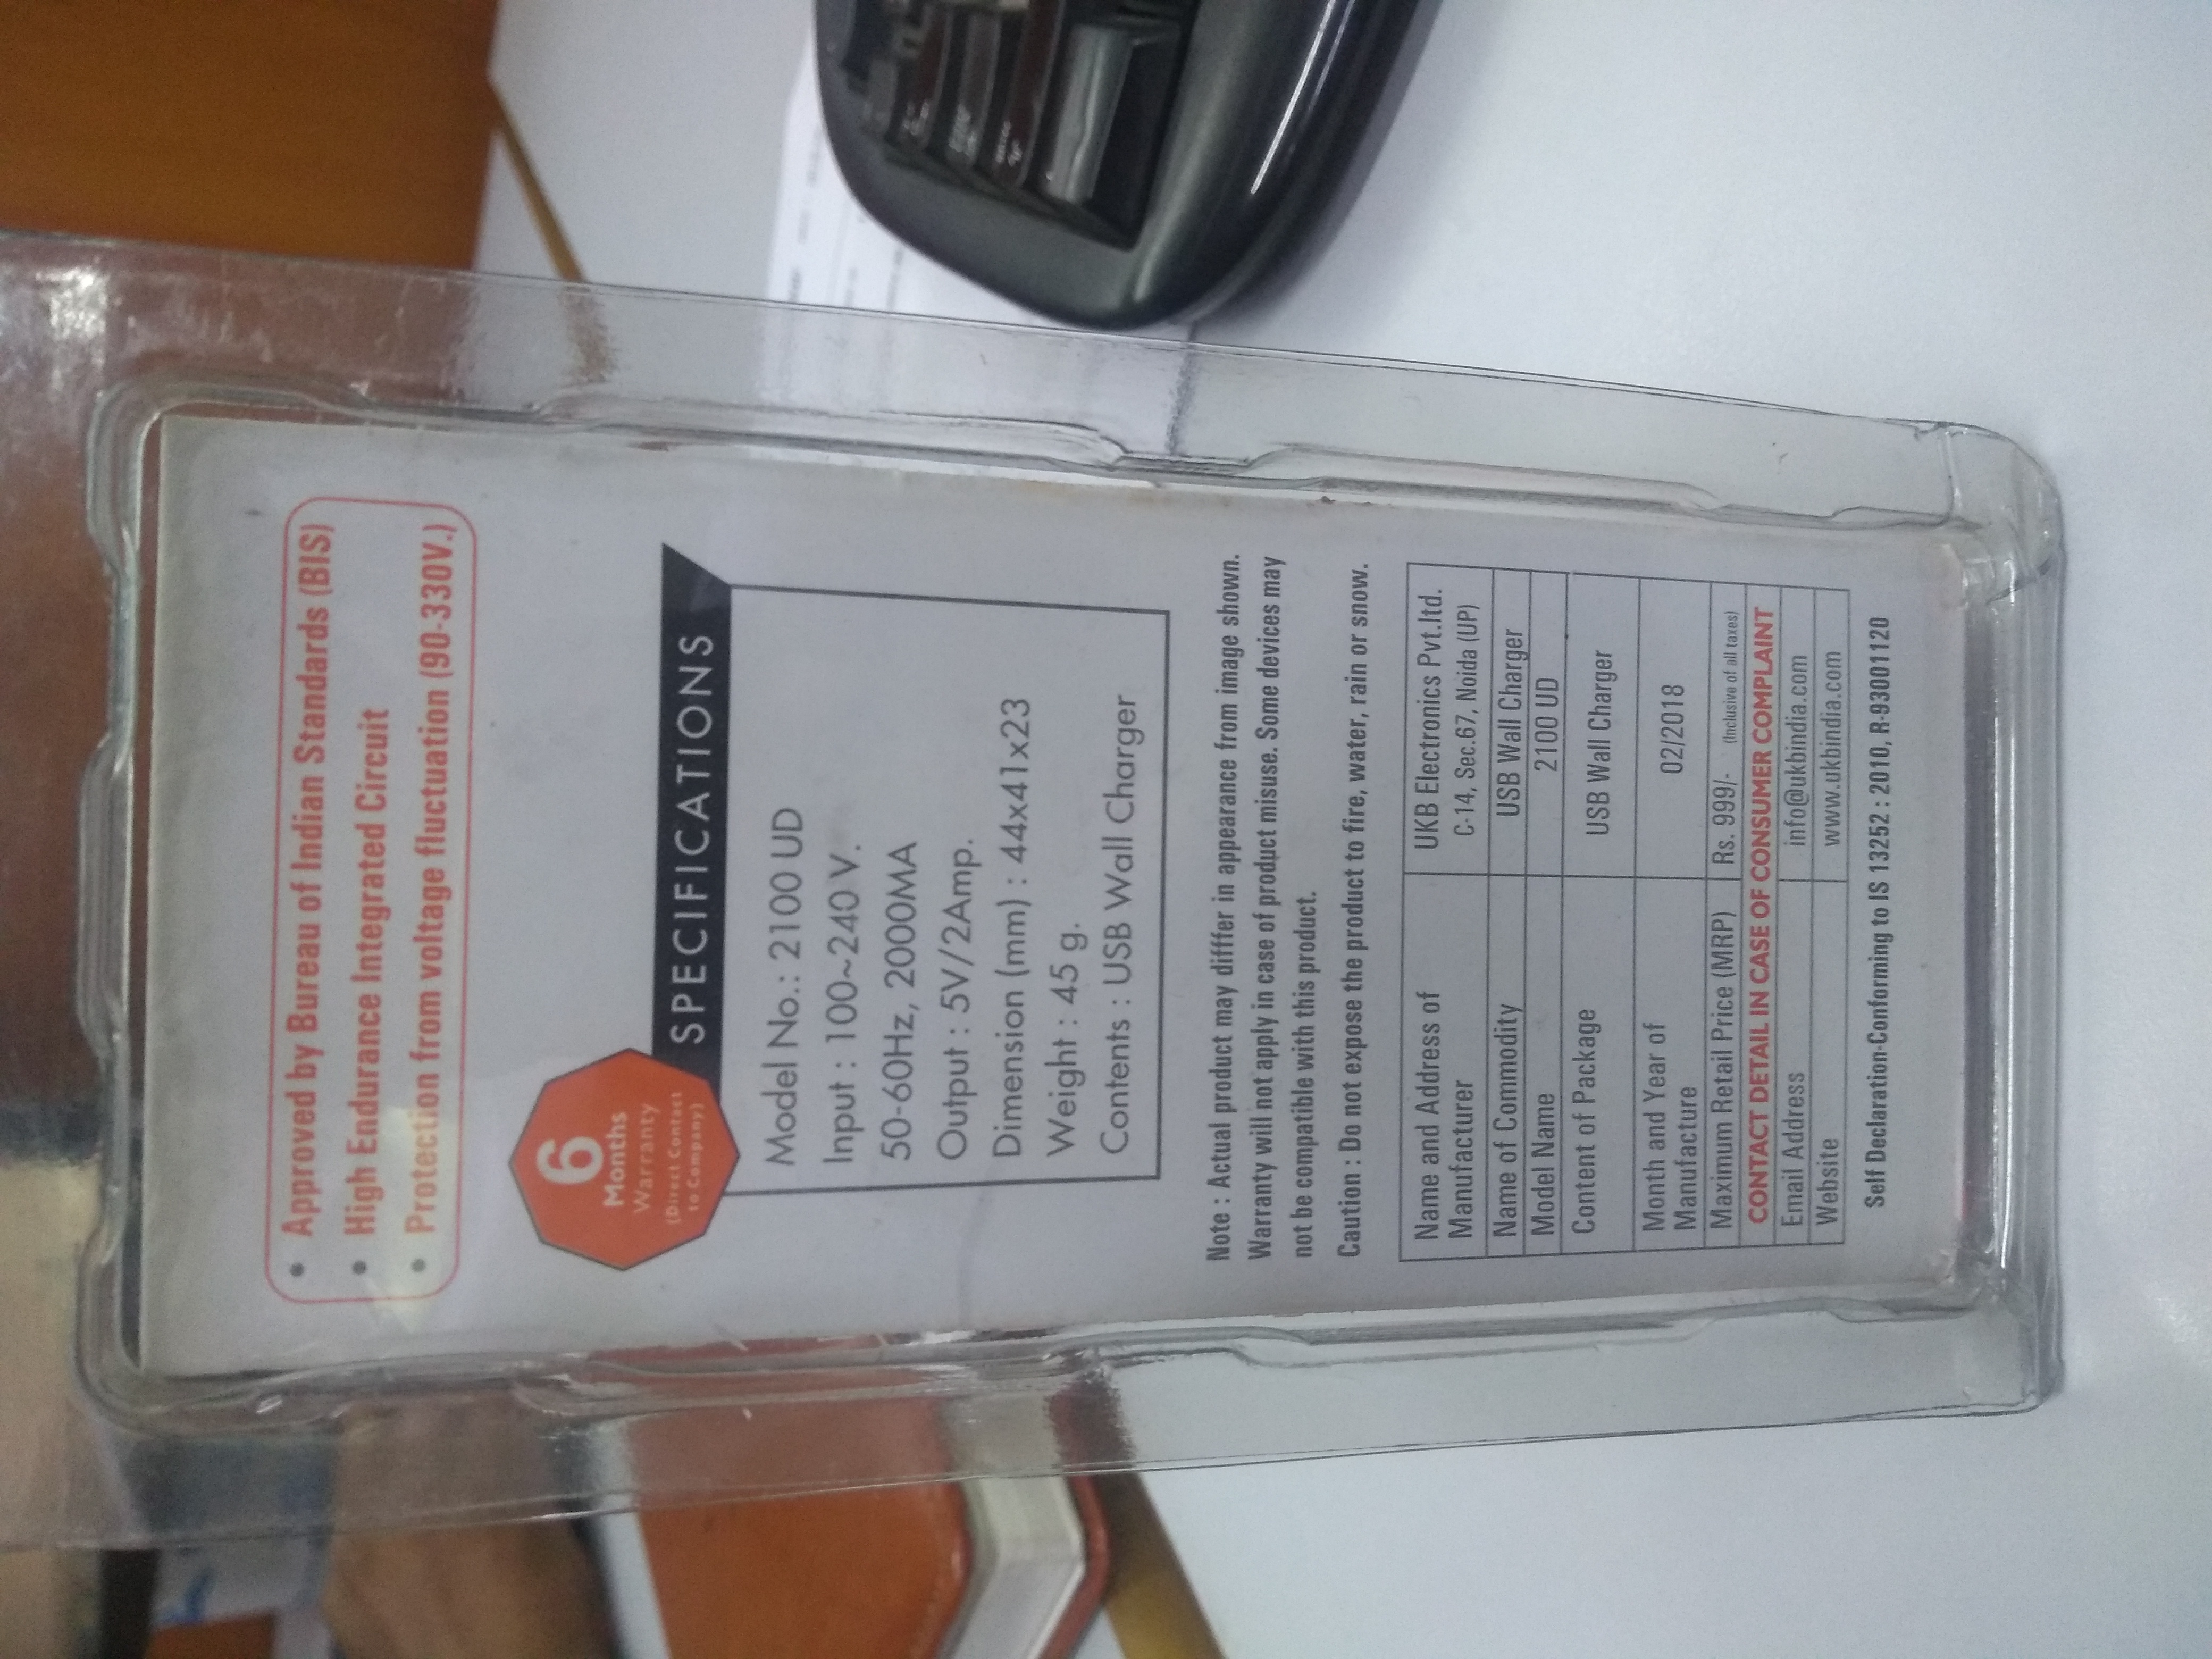 • Approved by Bureau of Indian Standards (BIS)
• High Endurance Integrated Circuit
• Protection from voltage fluctuation (90-330V.)
6
Months
Warranty
(Direct Contact
to Company)
SPECIFICATIONS
Model No.: 2100 UD
Input : 100~240 V.
50-60Hz, 2000MA
Output : 5V/2Amp.
Dimension (mm) : 44x41x23
Weight : 45 g.
Contents : USB Wall Charger
Note : Actual product may difffer in appearance from image shown.
Warranty will not apply in case of product misuse. Some devices may
not be compatible with this product.
Caution : Do not expose the product to fire, water, rain or snow.
Name and Address of
Manufacturer
UKB Electronics Pvt.ltd.
C-14, Sec.67, Noida (UP)
Name of Commodity USB Wall Charger
Model Name 2100 UD
Content of Package USB Wall Charger
Month and Year of
Manufacture
02/2018
Maximum Retail Price (MRP) Rs. 999/- (Inclusive of all taxes)
CONTACT DETAIL IN CASE OF CONSUMER COMPLAINT
Email Address info@ukbindia.com
Website www.ukbindia.com
Self Declaration-Conforming to IS 13252 : 2010, R-93001120